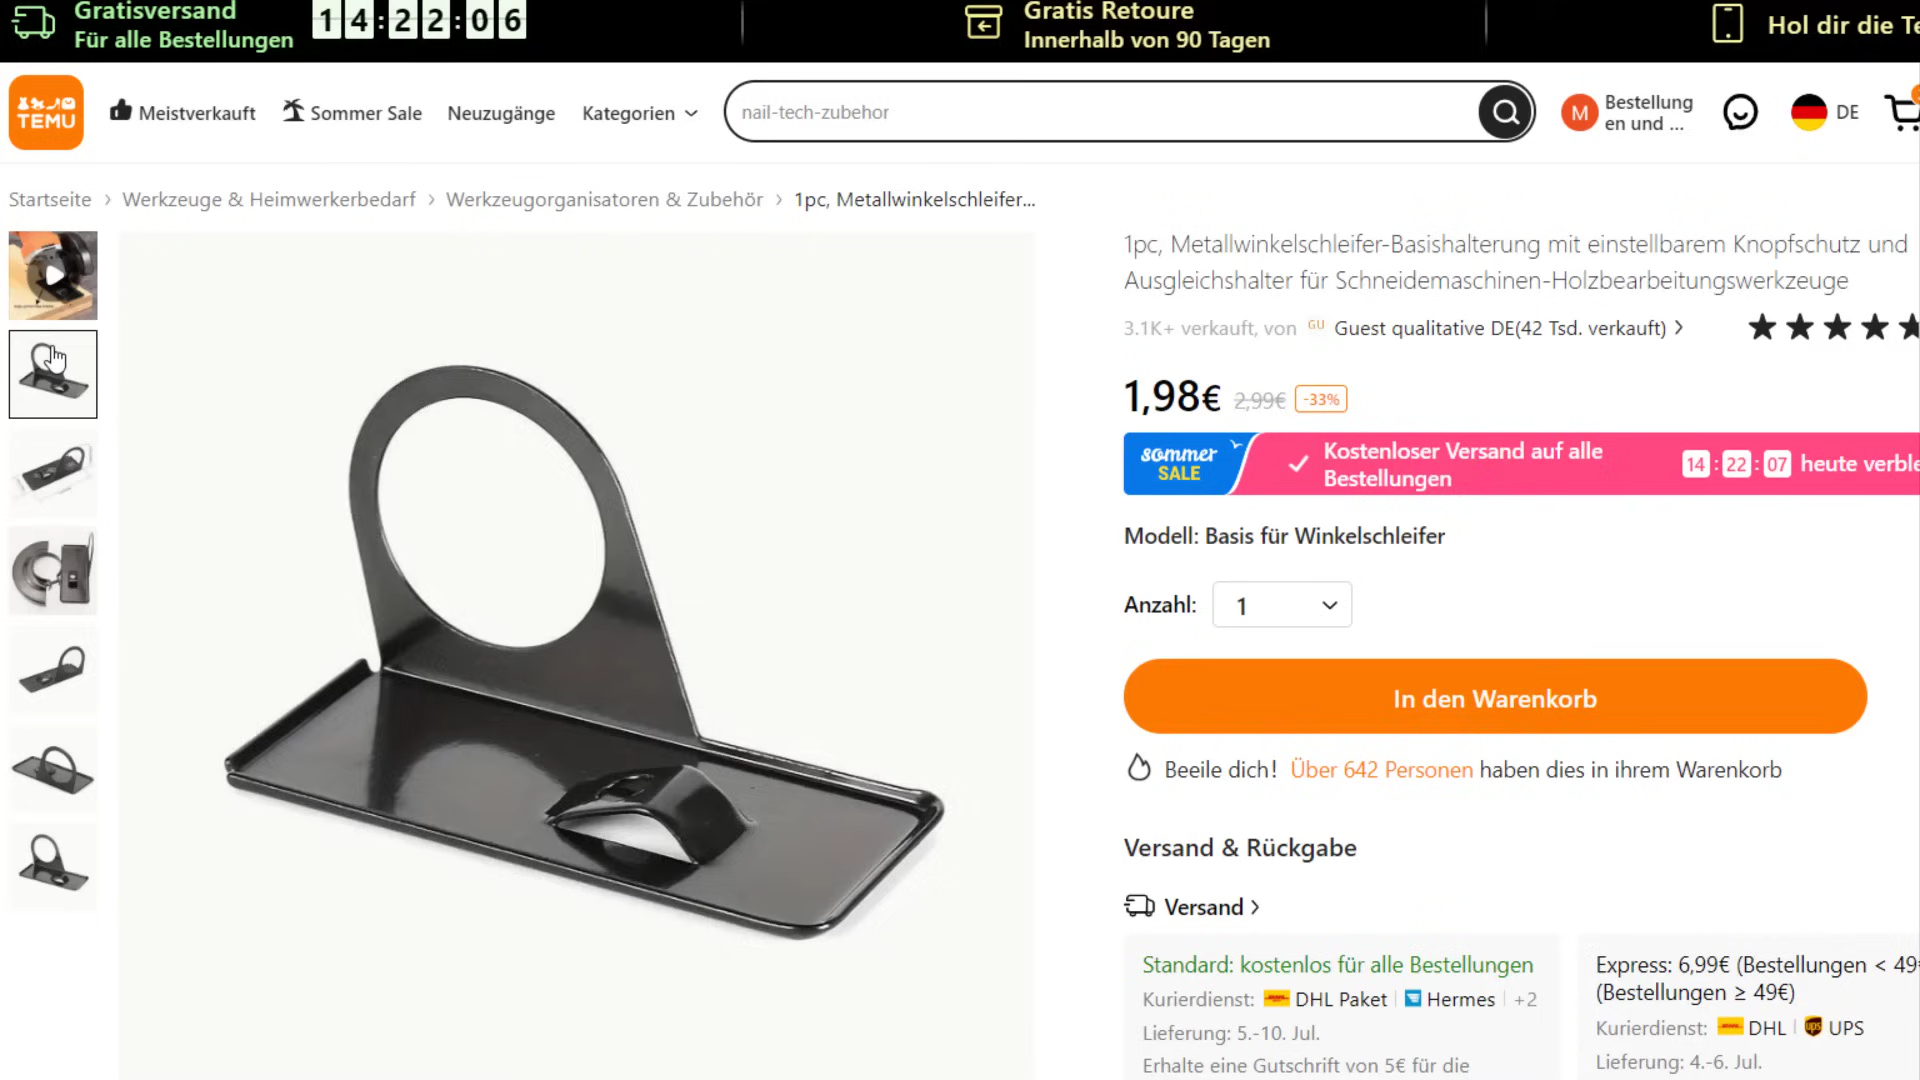 Gratisversand
Für alle Bestellungen
14:22:06
Gratis Retoure
Innerhalb von 90 Tagen
Hol dir die Te
TEMU
Meistverkauft
Sommer Sale
Neuzugänge
Kategorien
nail-tech-zubehor
M
Bestellung
en und ...
DE
Startseite › Werkzeuge & Heimwerkerbedarf › Werkzeugorganisatoren & Zubehör › 1pc, Metallwinkelschleifer...
1pc, Metallwinkelschleifer-Basishalterung mit einstellbarem Knopfschutz und
Ausgleichshalter für Schneidemaschinen-Holzbearbeitungswerkzeuge
3.1K+ verkauft, von GU Guest qualitative DE(42 Tsd. verkauft) ›
1,98€ 2,99€ -33%
sommer
SALE
Kostenloser Versand auf alle
Bestellungen
14:22:07 heute verble
Modell: Basis für Winkelschleifer
Anzahl: 1
In den Warenkorb
Beeile dich! Über 642 Personen haben dies in ihrem Warenkorb
Versand & Rückgabe
Versand ›
Standard: kostenlos für alle Bestellungen
Kurierdienst: DHL Paket | Hermes | +2
Lieferung: 5.-10. Jul.
Erhalte eine Gutschrift von 5€ für die
Express: 6,99€ (Bestellungen < 49
(Bestellungen ≥ 49€)
Kurierdienst: DHL | UPS
Lieferung: 4.-6. Jul.